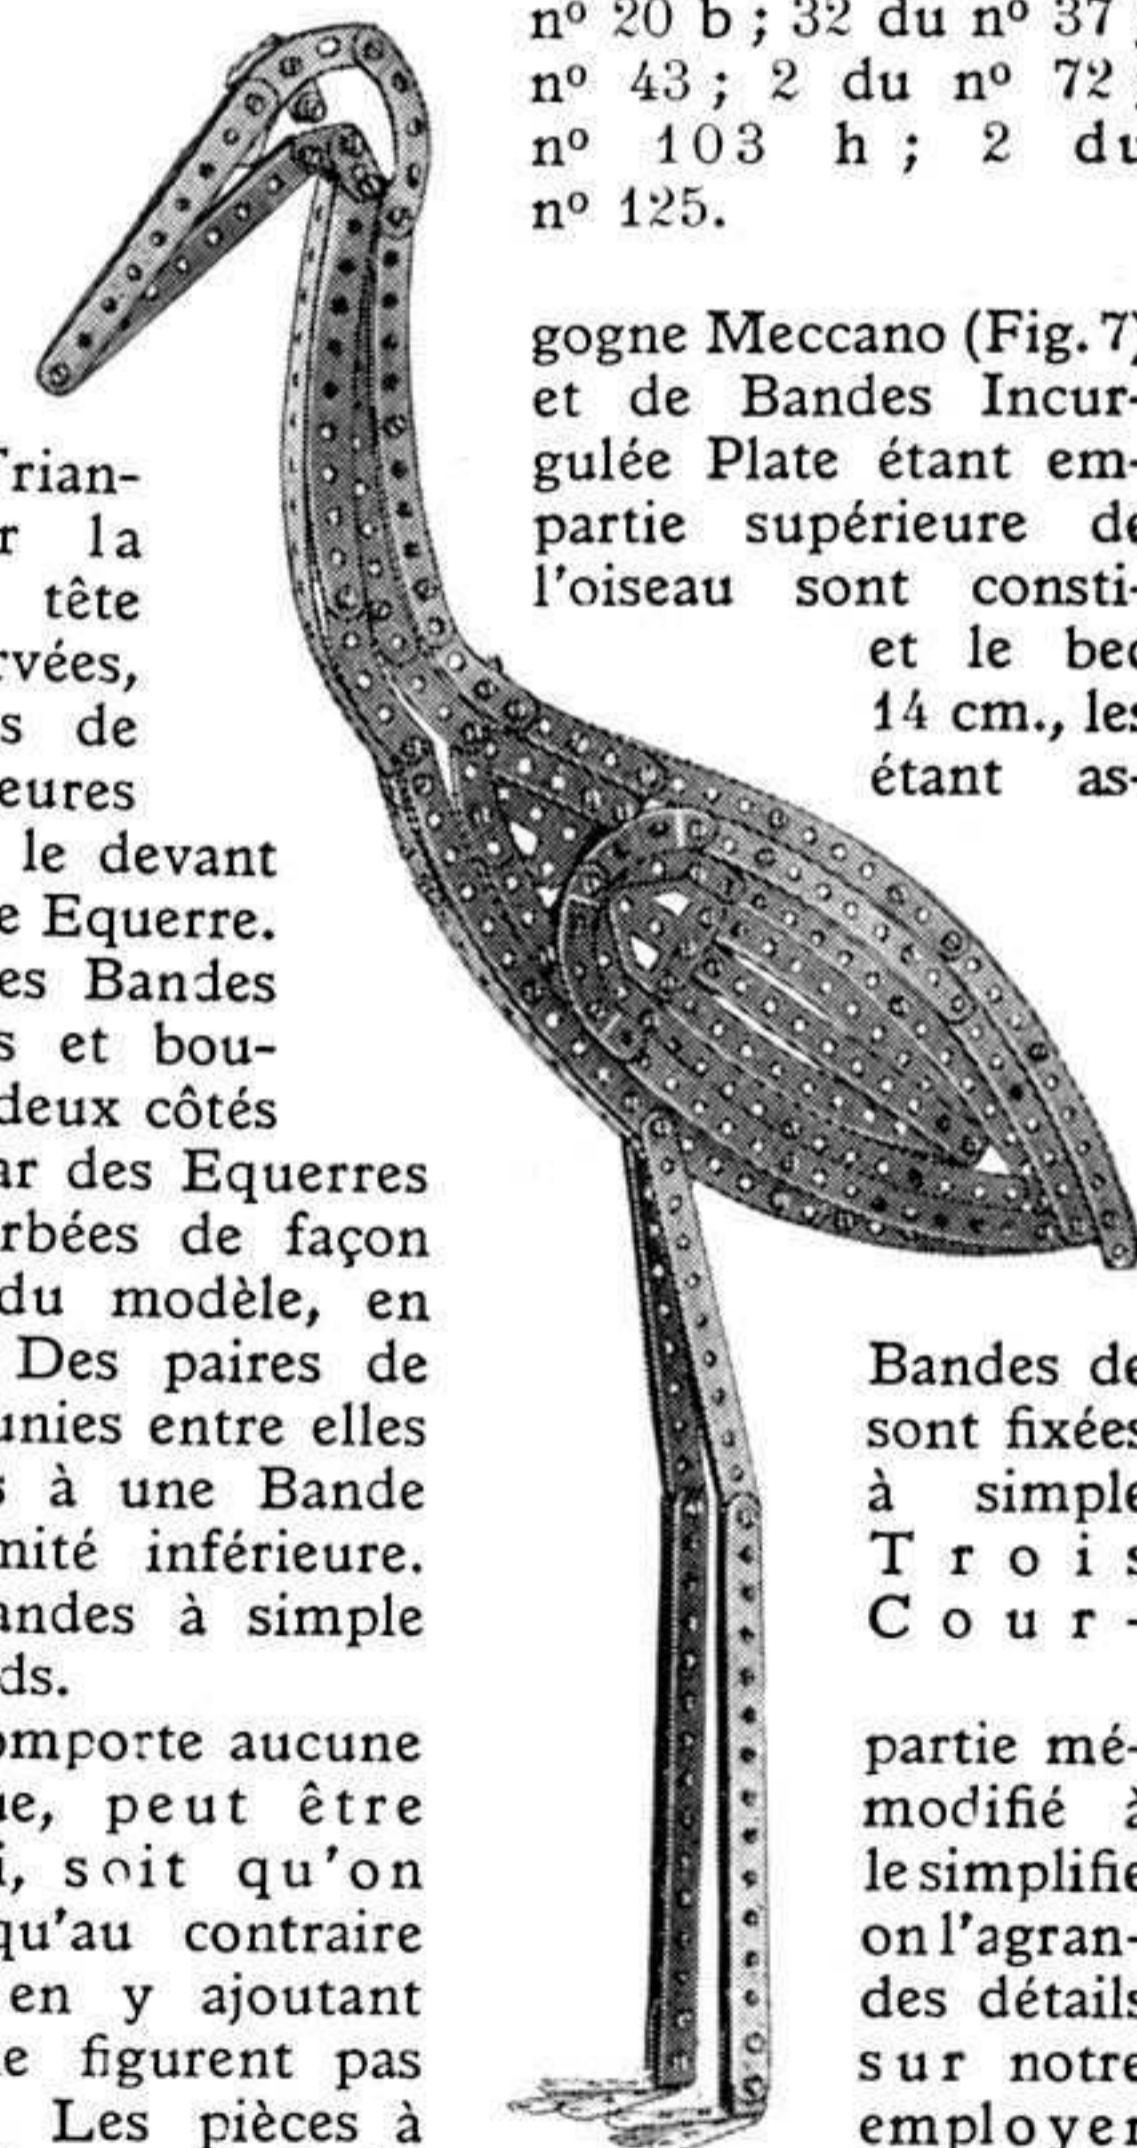 nº 20 b ; 32 du nº 37 ;
nº 43 ; 2 du nº 72 ;
nº 103 h ; 2 du
nº 125.
gogne Meccano (Fig. 7)
et de Bandes Incur-
gulée Plate étant em-
partie supérieure de
l'oiseau sont consti-
et le bec
14 cm., les
étant as-
Trian-
r la
tête
rvées,
s de
eures
le devant
e Equerre.
es Bandes
s et bou-
deux côtés
ar des Equerres
rbées de façon
du modèle, en
Des paires de
unies entre elles
s à une Bande
mité inférieure.
andes à simple
ds.
omporte aucune
ue, peut être
i, soit qu'on
qu'au contraire
en y ajoutant
e figurent pas
Les pièces à
Bandes de
sont fixées
à simple
Trois
Cour-
partie mé-
modifié à
le simplifie
on l'agran-
des détails
sur notre
employer